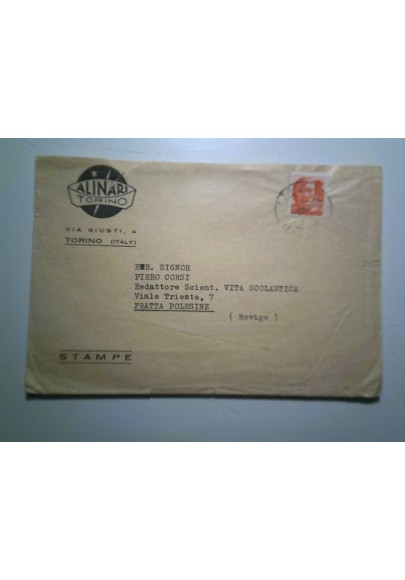 ALINARI
TORINO
VIA GIUSTI, 4
TORINO (ITALY)
SIGNOR
PIERO CORSI
Redattore Scient. VITA SCOLASTICA
Viale Trieste, 7
FRATTA POLESINE
( Rovigo )
STAMPE